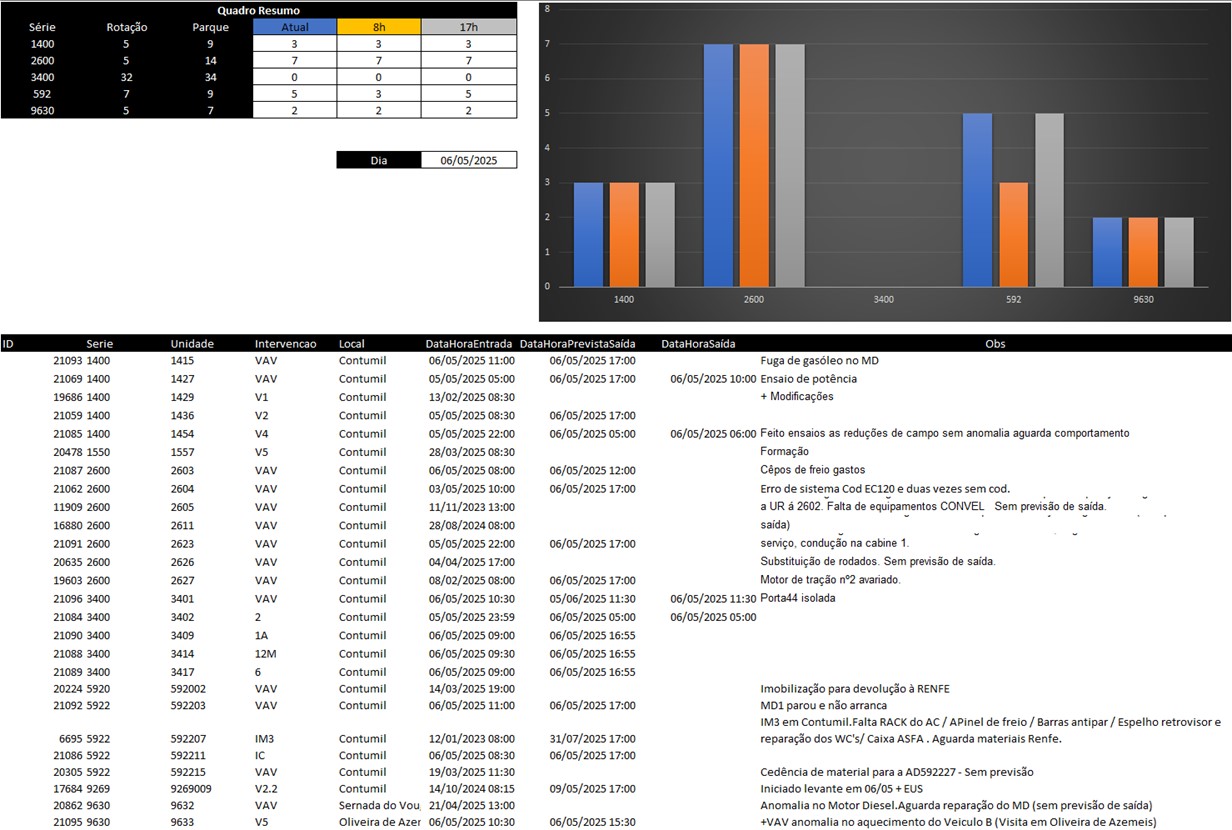 Quadro Resumo
Série Rotação Parque Atual 8h 17h
1400 5 9 3 3 3
2600 5 14 7 7 7
3400 32 34 0 0 0
592 7 9 5 3 5
9630 5 7 2 2 2
Dia 06/05/2025
8
7
6
5
4
3
2
1
0
1400 2600 3400 592 9630
ID Serie Unidade Intervencao Local DataHoraEntrada DataHoraPrevistaSaída DataHoraSaída Obs
21093 1400 1415 VAV Contumil 06/05/2025 11:00 06/05/2025 17:00 Fuga de gasóleo no MD
21069 1400 1427 VAV Contumil 05/05/2025 05:00 06/05/2025 17:00 06/05/2025 10:00 Ensaio de potência
19686 1400 1429 V1 Contumil 13/02/2025 08:30 + Modificações
21059 1400 1436 V2 Contumil 05/05/2025 08:30 06/05/2025 17:00
21085 1400 1454 V4 Contumil 05/05/2025 22:00 06/05/2025 05:00 06/05/2025 06:00 Feito ensaios as reduções de campo sem anomalia aguarda comportamento
20478 1550 1557 V5 Contumil 28/03/2025 08:30 Formação
21087 2600 2603 VAV Contumil 06/05/2025 08:00 06/05/2025 12:00 Cêpos de freio gastos
21062 2600 2604 VAV Contumil 03/05/2025 10:00 06/05/2025 17:00 Erro de sistema Cod EC120 e duas vezes sem cod.
11909 2600 2605 VAV Contumil 11/11/2023 13:00 a UR á 2602. Falta de equipamentos CONVEL Sem previsão de saída.
16880 2600 2611 VAV Contumil 28/08/2024 08:00 saída)
21091 2600 2623 VAV Contumil 05/05/2025 22:00 06/05/2025 17:00 serviço, condução na cabine 1.
20635 2600 2626 VAV Contumil 04/04/2025 17:00 Substituição de rodados. Sem previsão de saída.
19603 2600 2627 VAV Contumil 08/02/2025 08:00 06/05/2025 17:00 Motor de tração nº2 avariado.
21096 3400 3401 VAV Contumil 06/05/2025 10:30 05/06/2025 11:30 06/05/2025 11:30 Porta44 isolada
21084 3400 3402 2 Contumil 05/05/2025 23:59 06/05/2025 05:00 06/05/2025 05:00
21090 3400 3409 1A Contumil 06/05/2025 09:00 06/05/2025 16:55
21088 3400 3414 12M Contumil 06/05/2025 09:30 06/05/2025 16:55
21089 3400 3417 6 Contumil 06/05/2025 09:00 06/05/2025 16:55
20224 5920 592002 VAV Contumil 14/03/2025 19:00 Imobilização para devolução à RENFE
21092 5922 592203 VAV Contumil 06/05/2025 11:00 06/05/2025 17:00 MD1 parou e não arranca
IM3 em Contumil.Falta RACK do AC / APinel de freio / Barras antipar / Espelho retrovisor e
6695 5922 592207 IM3 Contumil 12/01/2023 08:00 31/07/2025 17:00 reparação dos WC's/ Caixa ASFA . Aguarda materiais Renfe.
21086 5922 592211 IC Contumil 06/05/2025 08:30 06/05/2025 17:00
20305 5922 592215 VAV Contumil 19/03/2025 11:30 Cedência de material para a AD592227 - Sem previsão
17684 9269 9269009 V2.2 Contumil 14/10/2024 08:15 09/05/2025 17:00 Iniciado levante em 06/05 + EUS
20862 9630 9632 VAV Sernada do Vou 21/04/2025 13:00 Anomalia no Motor Diesel.Aguarda reparação do MD (sem previsão de saída)
21095 9630 9633 V5 Oliveira de Azer 06/05/2025 10:30 06/05/2025 15:30 +VAV anomalia no aquecimento do Veiculo B (Visita em Oliveira de Azemeis)